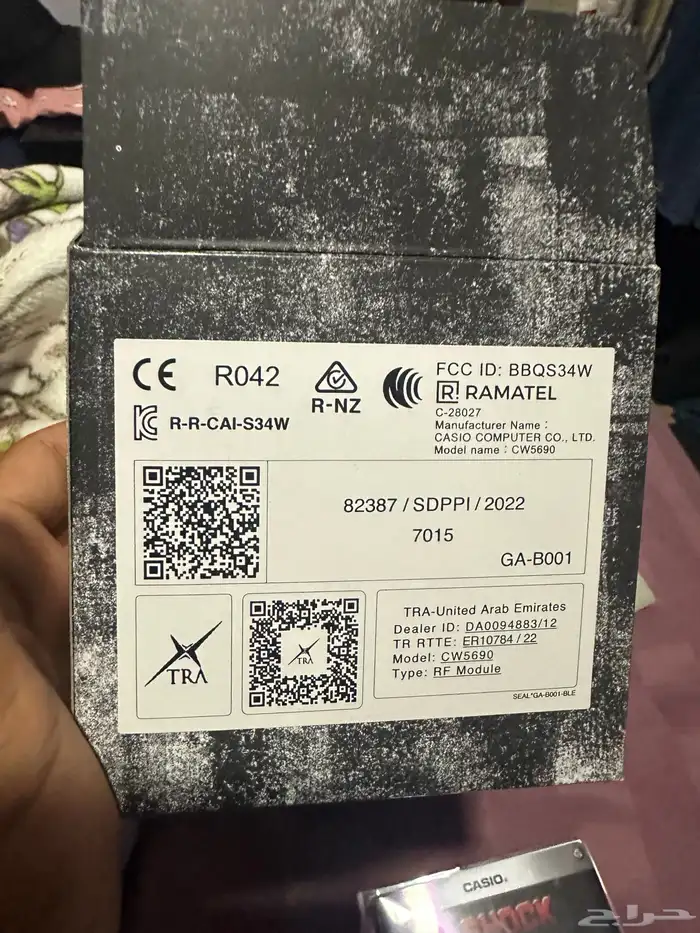 CE R042 R-NZ FCC ID: BBQS34W
R! RAMATEL
C-28027
R-R-CAI-S34W
Manufacturer Name :
CASIO COMPUTER CO., LTD.
Model name : CW5690
82387 / SDPPI / 2022
7015
GA-B001
TRA
TRA
TRA-United Arab Emirates
Dealer ID: DA0094883/12
TR RTTE: ER10784 / 22
Model: CW5690
Type: RF Module
SEAL*GA-B001-BLE
CASIO
SHOCK
حراج